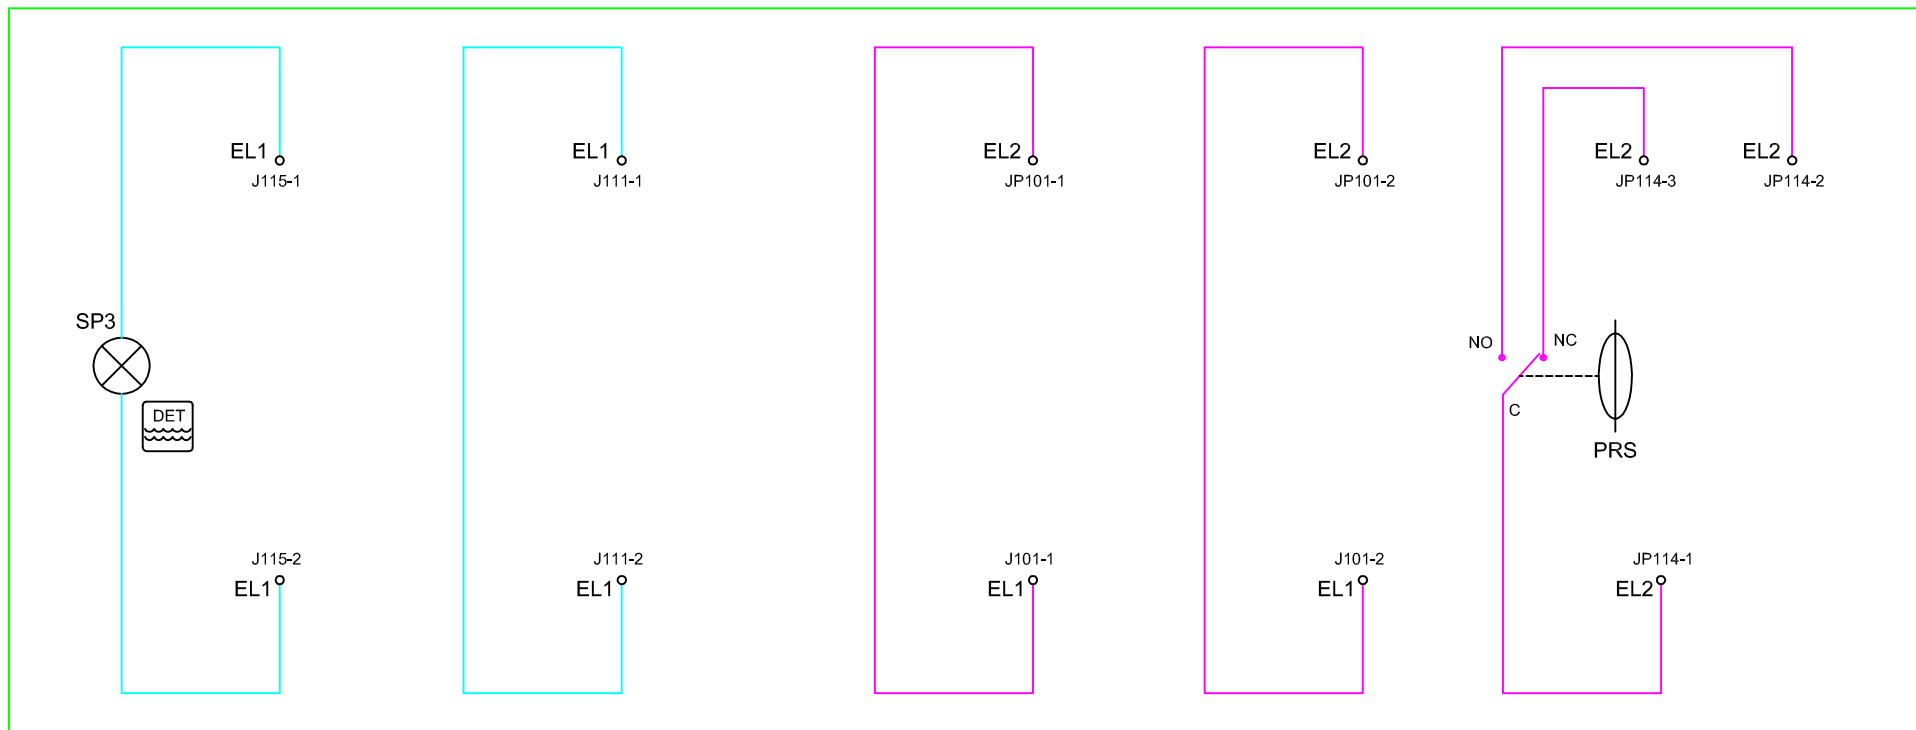 EL1
J115-1
EL1
J111-1
EL2
JP101-1
EL2
JP101-2
EL2
JP114-3
EL2
JP114-2
SP3
DET
NO
NC
C
PRS
J115-2
EL1
J111-2
EL1
J101-1
EL1
J101-2
EL1
JP114-1
EL2